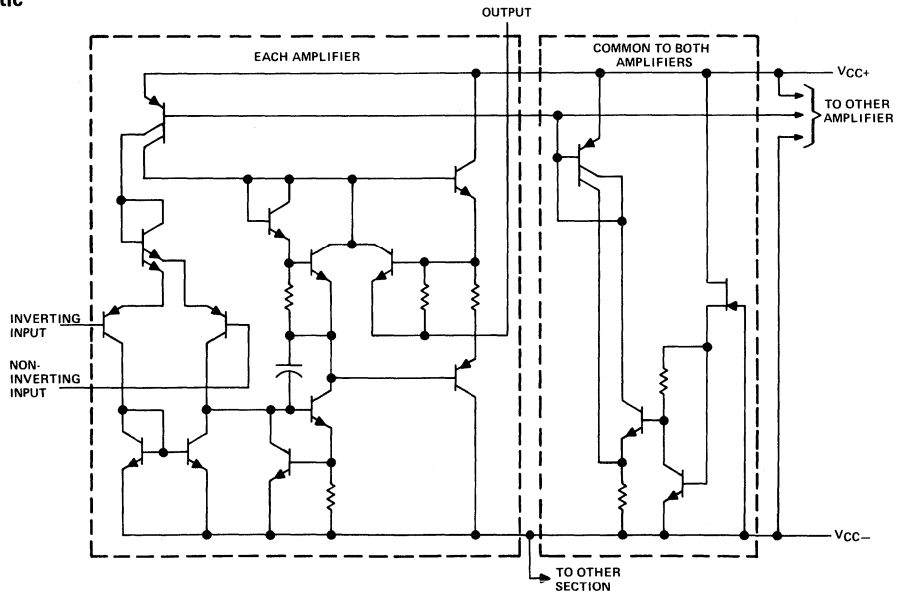 tic
OUTPUT
EACH AMPLIFIER
COMMON TO BOTH
AMPLIFIERS
VCC+
TO OTHER
AMPLIFIER
INVERTING
INPUT
NON-
INVERTING
INPUT
VCC−
TO OTHER
SECTION